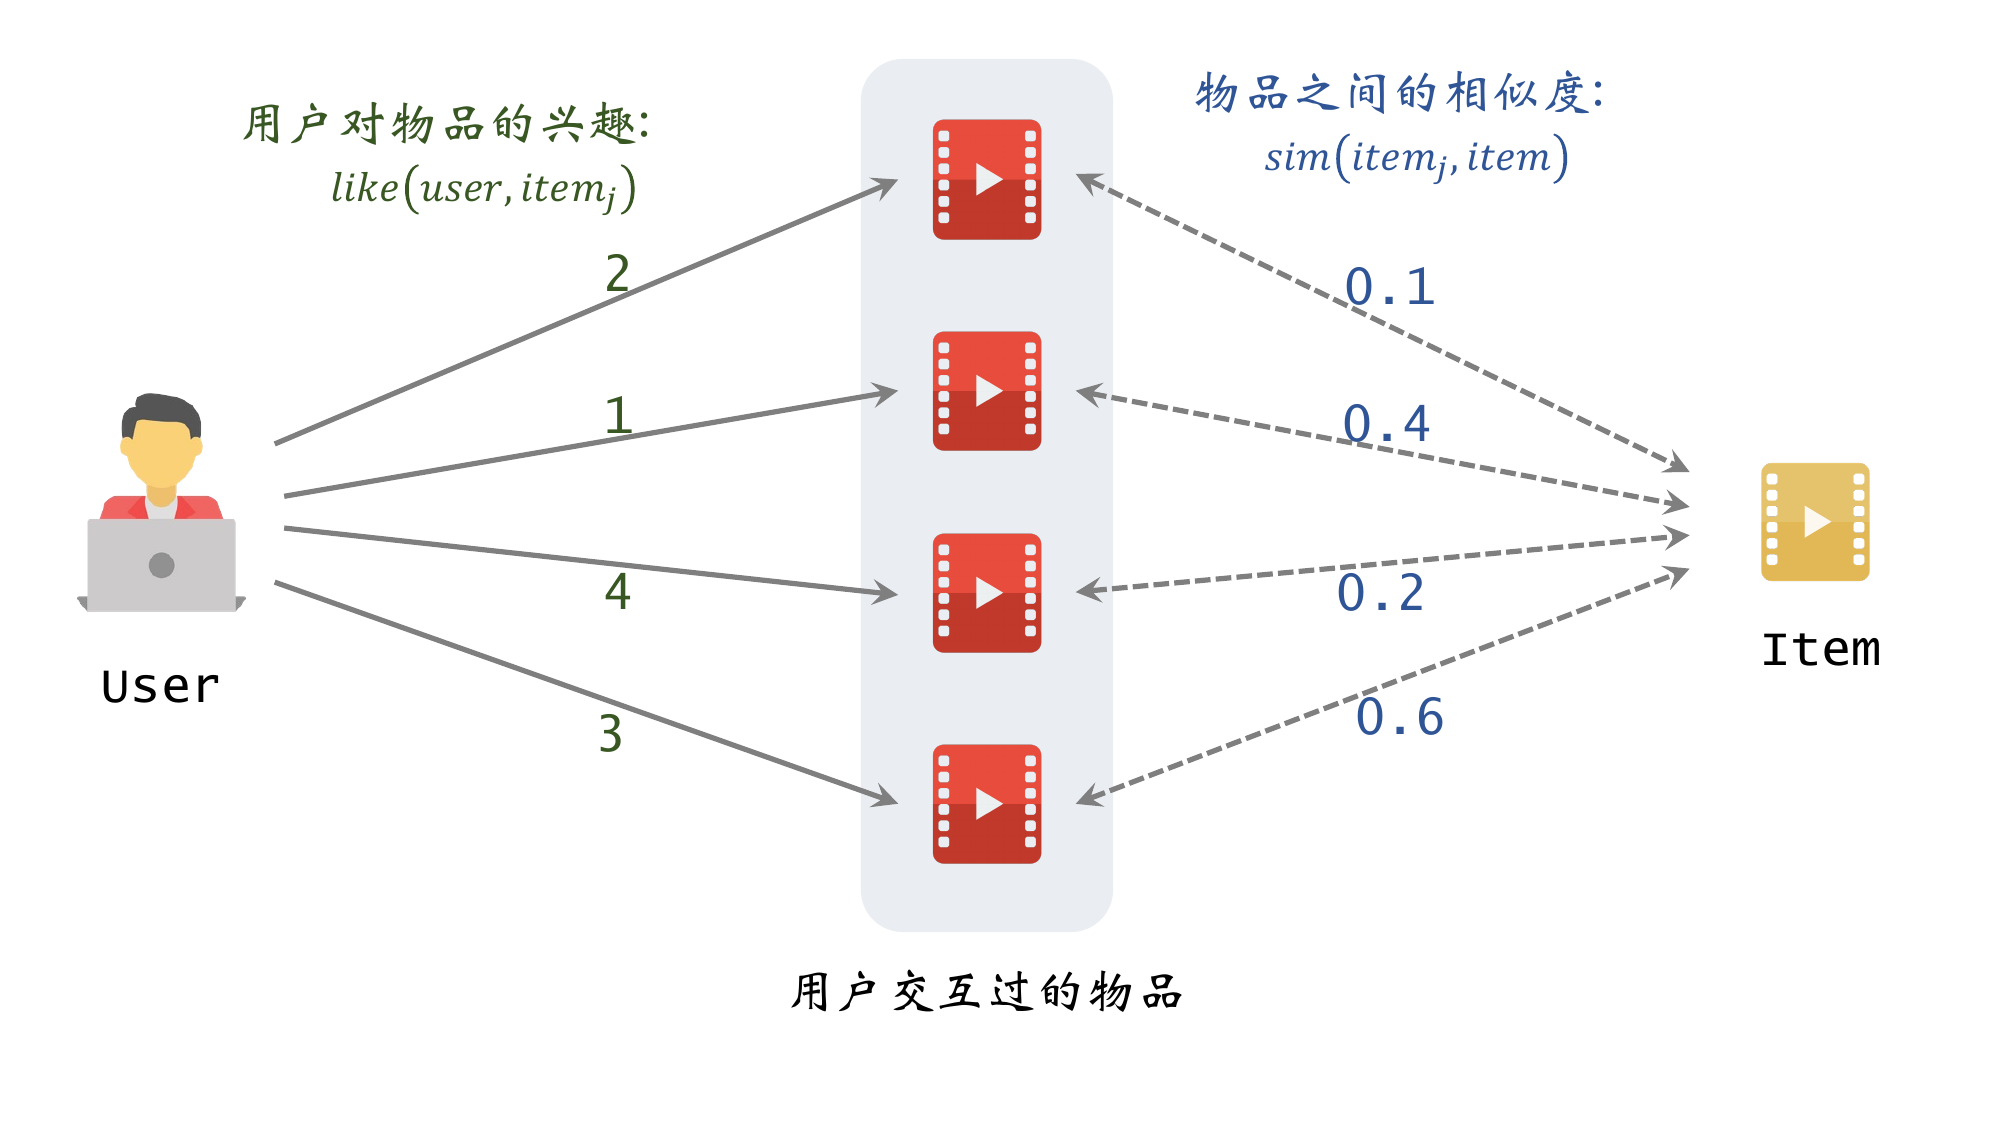 用户对物品的兴趣:
like(user, item_j)
物品之间的相似度:
sim(item_j, item)
2
1
4
3
0.1
0.4
0.2
0.6
User
Item
用户交互过的物品